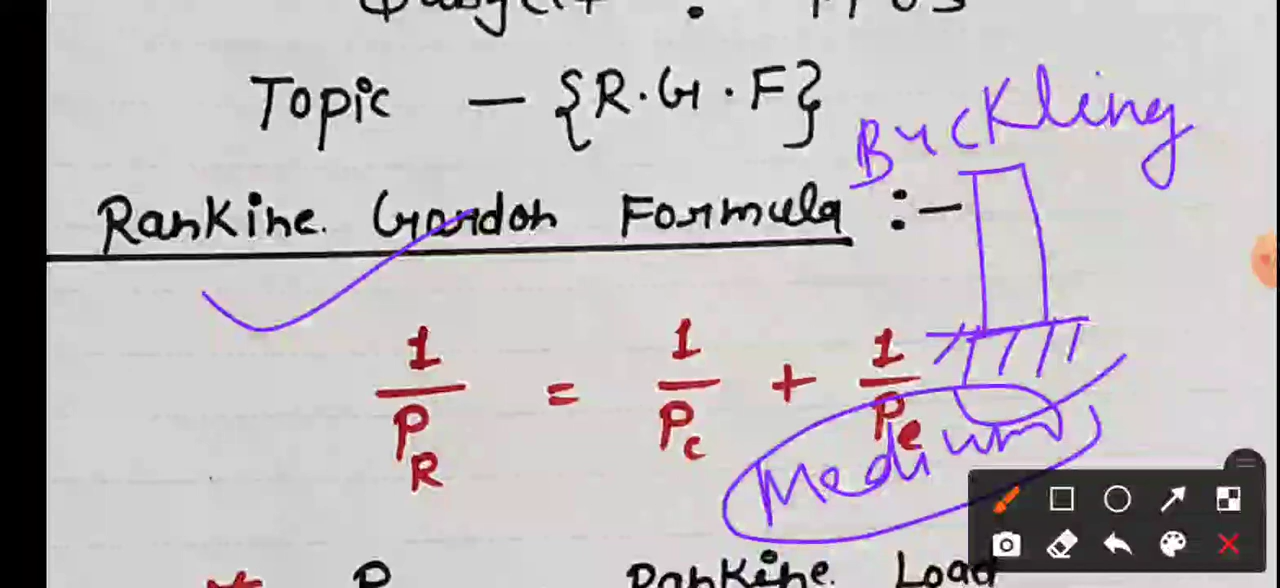 Topic - {R.G.F}
Buckling
Rankine Gordon Formula :-
1/P_R = 1/P_c + 1/P_e
Medium
P Rankine Load